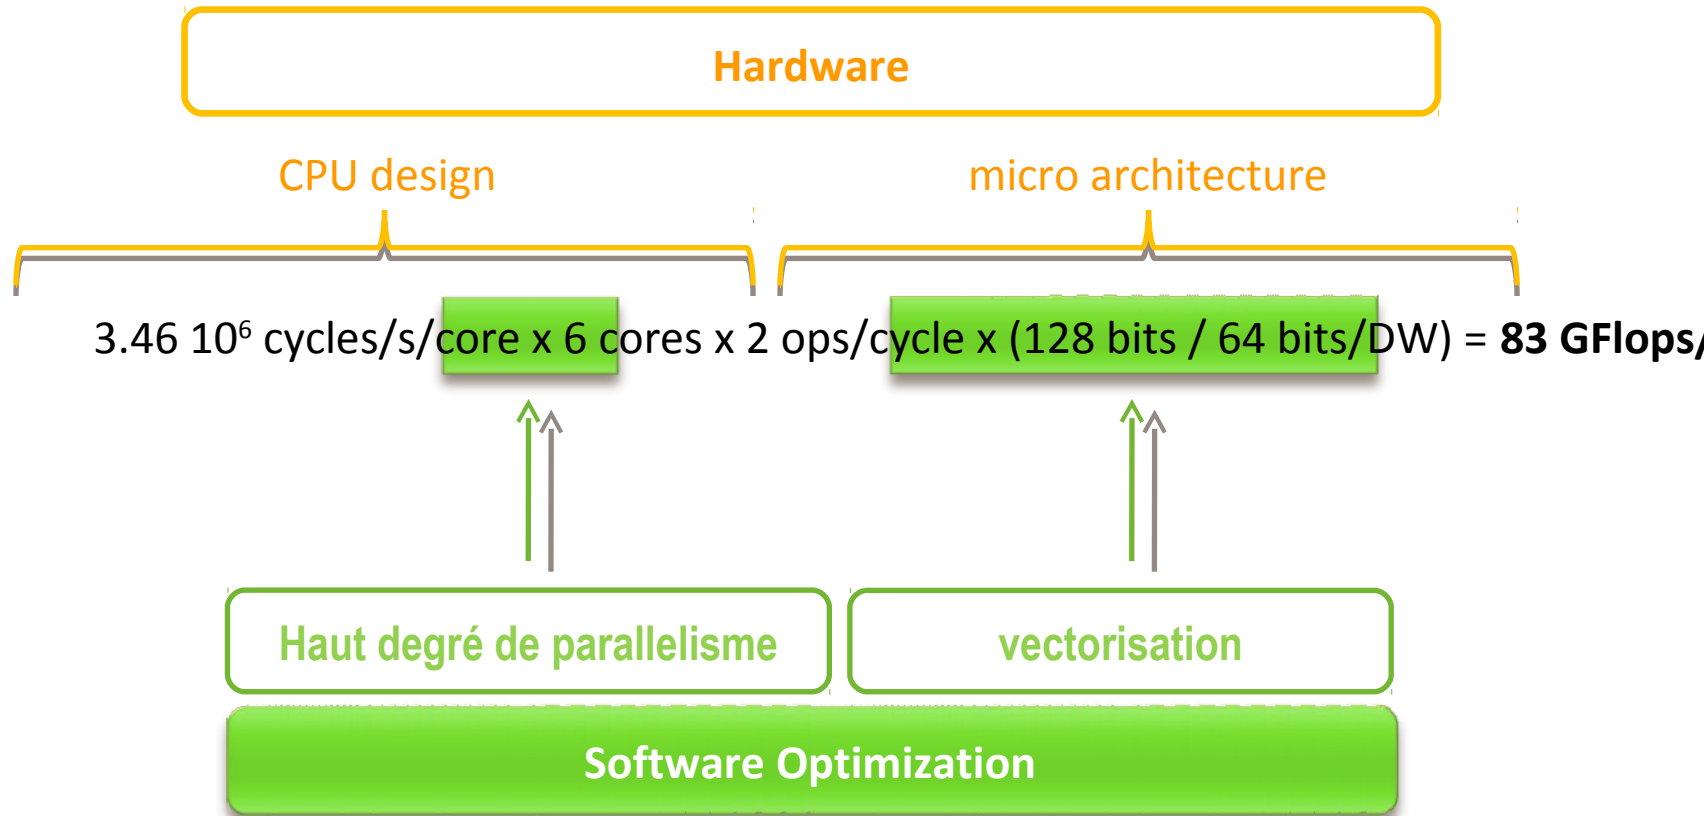 Hardware
CPU design
micro architecture
3.46 10⁶ cycles/s/core x 6 cores x 2 ops/cycle x (128 bits / 64 bits/DW) = 83 GFlops/
Haut degré de parallelisme
vectorisation
Software Optimization